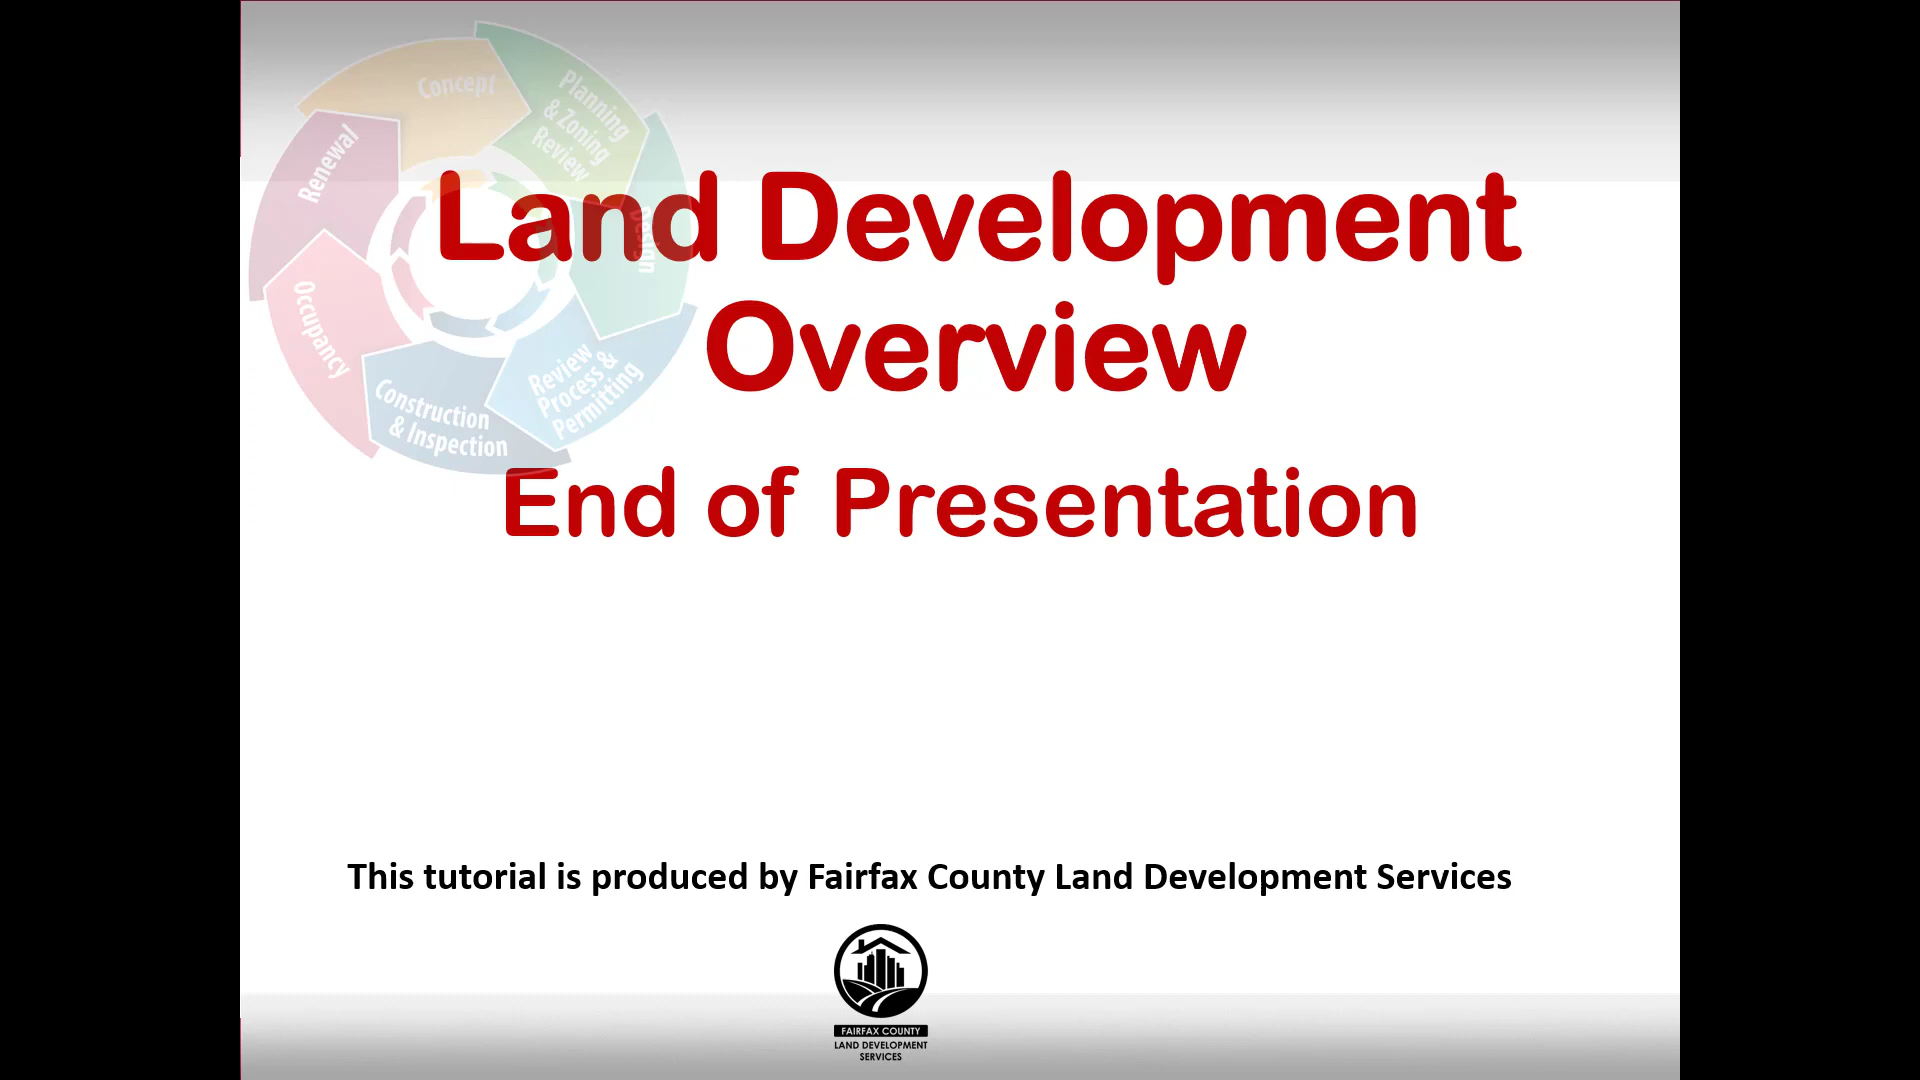 Concept
Planning
& Zoning
Review
Renewal
Design
Occupancy
Review
Process &
Permitting
Construction
& Inspection
Land Development
Overview
End of Presentation
This tutorial is produced by Fairfax County Land Development Services
FAIRFAX COUNTY
LAND DEVELOPMENT
SERVICES